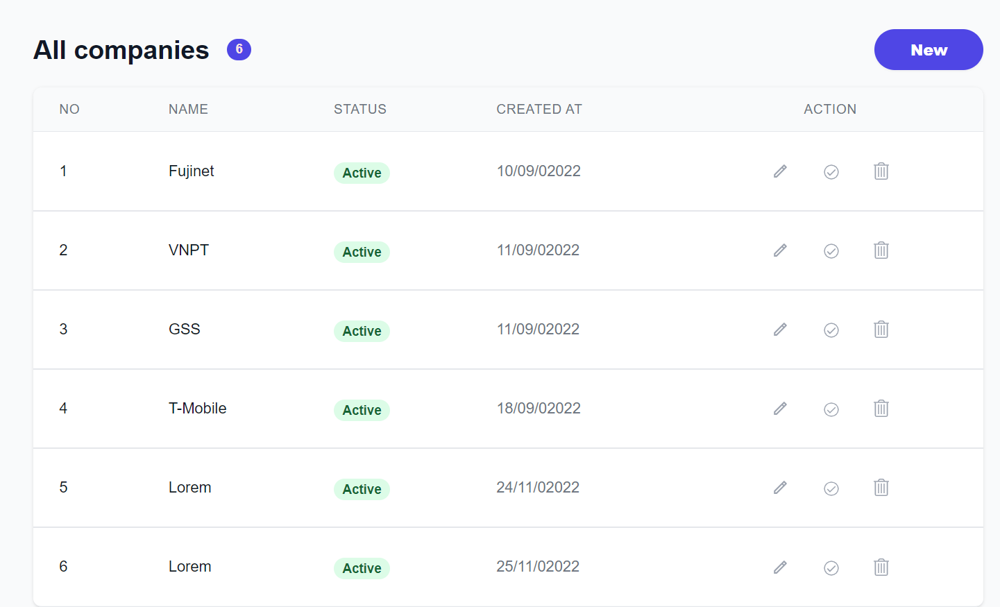 All companies 6 New
NO NAME STATUS CREATED AT ACTION
1 Fujinet Active 10/09/02022
2 VNPT Active 11/09/02022
3 GSS Active 11/09/02022
4 T-Mobile Active 18/09/02022
5 Lorem Active 24/11/02022
6 Lorem Active 25/11/02022